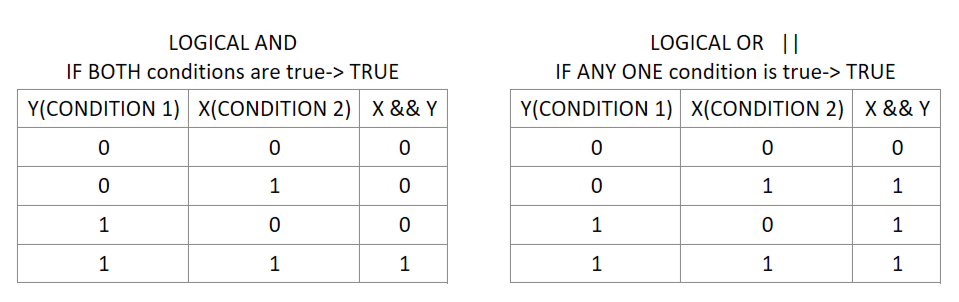 LOGICAL AND
IF BOTH conditions are true-> TRUE
Y(CONDITION 1) X(CONDITION 2) X && Y
0 0 0
0 1 0
1 0 0
1 1 1
LOGICAL OR ||
IF ANY ONE condition is true-> TRUE
Y(CONDITION 1) X(CONDITION 2) X && Y
0 0 0
0 1 1
1 0 1
1 1 1